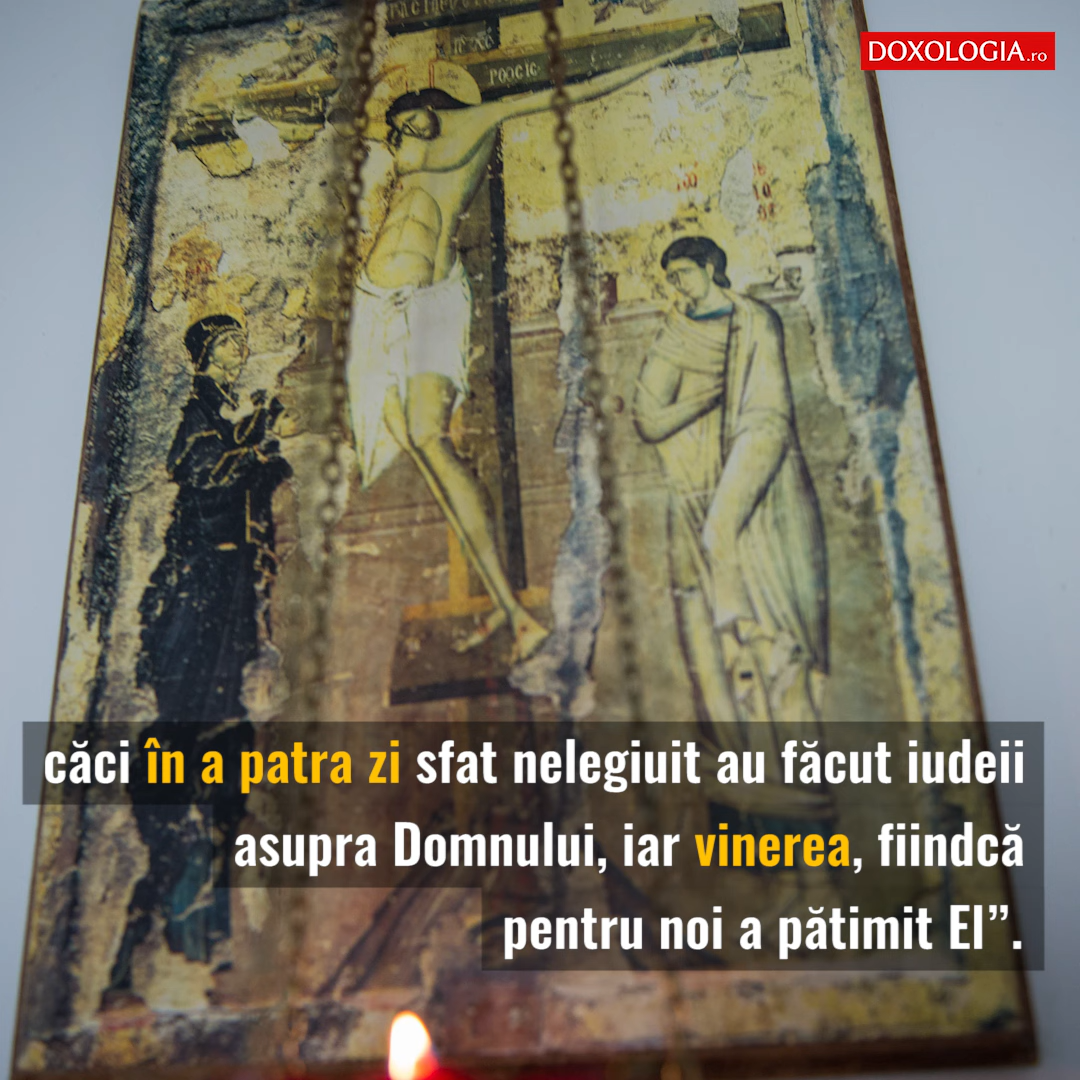 DOXOLOGIA.ro
căci în a patra zi sfat nelegiuit au făcut iudeii
asupra Domnului, iar vinerea, fiindcă
pentru noi a pătimit El”.